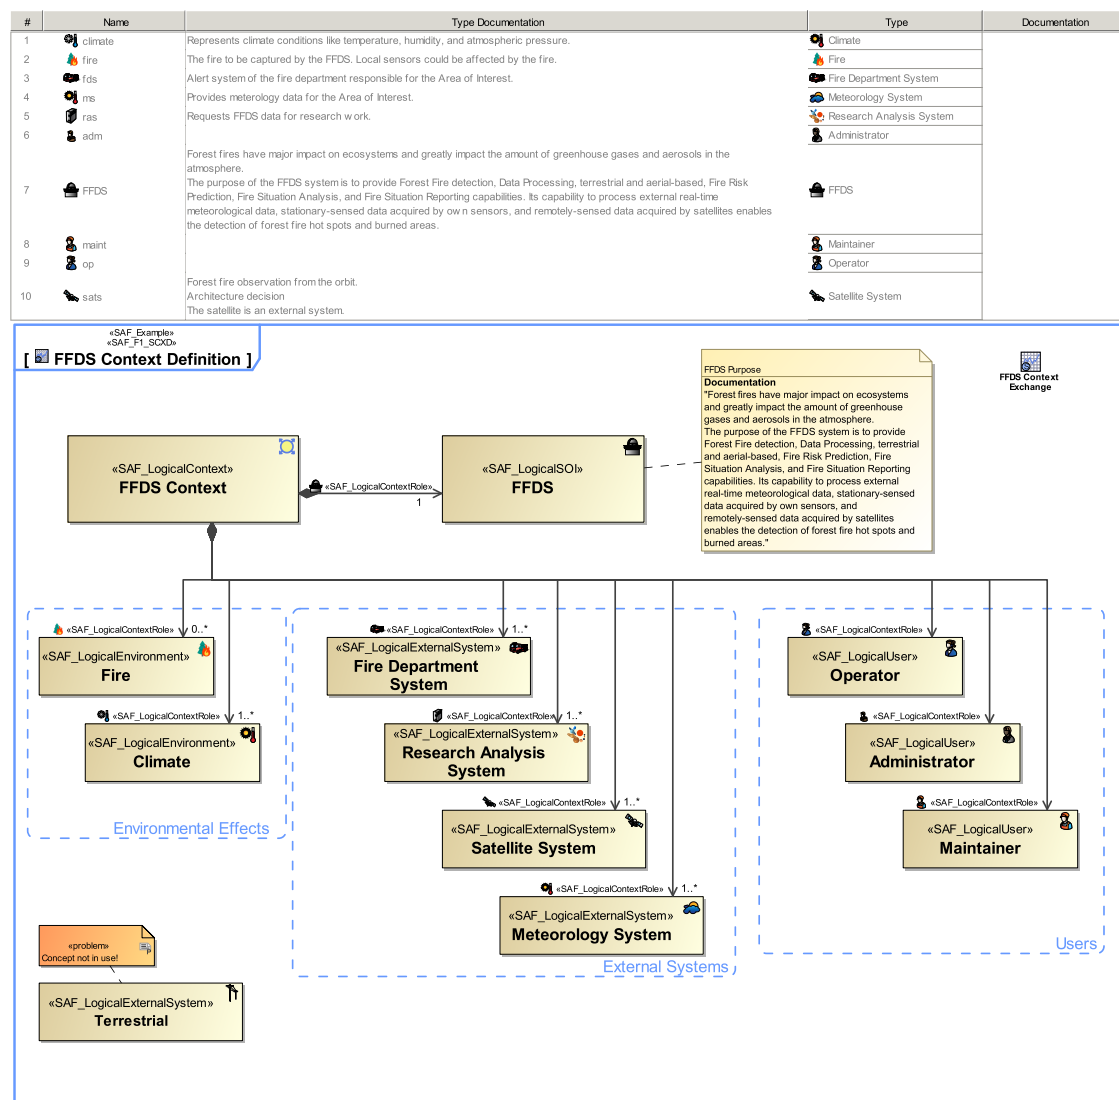 # Name Type Documentation Type Documentation
1 climate Represents climate conditions like temperature, humidity, and atmospheric pressure. Climate
2 fire The fire to be captured by the FFDS. Local sensors could be affected by the fire. Fire
3 fds Alert system of the fire department responsible for the Area of Interest. Fire Department System
4 ms Provides meterology data for the Area of Interest. Meteorology System
5 ras Requests FFDS data for research work. Research Analysis System
6 adm Administrator
Forest fires have major impact on ecosystems and greatly impact the amount of greenhouse gases and aerosols in the
atmosphere.
The purpose of the FFDS system is to provide Forest Fire detection, Data Processing, terrestrial and aerial-based, Fire Risk
7 FFDS Prediction, Fire Situation Analysis, and Fire Situation Reporting capabilities. Its capability to process external real-time FFDS
meteorological data, stationary-sensed data acquired by own sensors, and remotely-sensed data acquired by satellites enables
the detection of forest fire hot spots and burned areas.
8 maint Maintainer
9 op Operator
Forest fire observation from the orbit.
10 sats Architecture decision Satellite System
The satellite is an external system.
«SAF_Example»
«SAF_F1_SCXD»
[ FFDS Context Definition ]
FFDS Purpose
Documentation
"Forest fires have major impact on ecosystems
and greatly impact the amount of greenhouse
gases and aerosols in the atmosphere.
The purpose of the FFDS system is to provide
Forest Fire detection, Data Processing, terrestrial
and aerial-based, Fire Risk Prediction, Fire
Situation Analysis, and Fire Situation Reporting
capabilities. Its capability to process external
real-time meteorological data, stationary-sensed
data acquired by own sensors, and
remotely-sensed data acquired by satellites
enables the detection of forest fire hot spots and
burned areas."
FFDS Context
Exchange
«SAF_LogicalContext»
FFDS Context
«SAF_LogicalContextRole»
1
«SAF_LogicalSOI»
FFDS
«SAF_LogicalContextRole» 0..*
«SAF_LogicalEnvironment»
Fire
«SAF_LogicalContextRole» 1..*
«SAF_LogicalEnvironment»
Climate
Environmental Effects
«SAF_LogicalContextRole» 1..*
«SAF_LogicalExternalSystem»
Fire Department
System
«SAF_LogicalContextRole» 1..*
«SAF_LogicalExternalSystem»
Research Analysis
System
«SAF_LogicalContextRole» 1..*
«SAF_LogicalExternalSystem»
Satellite System
«SAF_LogicalContextRole» 1..*
«SAF_LogicalExternalSystem»
Meteorology System
External Systems
«SAF_LogicalContextRole»
«SAF_LogicalUser»
Operator
«SAF_LogicalContextRole»
«SAF_LogicalUser»
Administrator
«SAF_LogicalContextRole»
«SAF_LogicalUser»
Maintainer
Users
«problem»
Concept not in use!
«SAF_LogicalExternalSystem»
Terrestrial